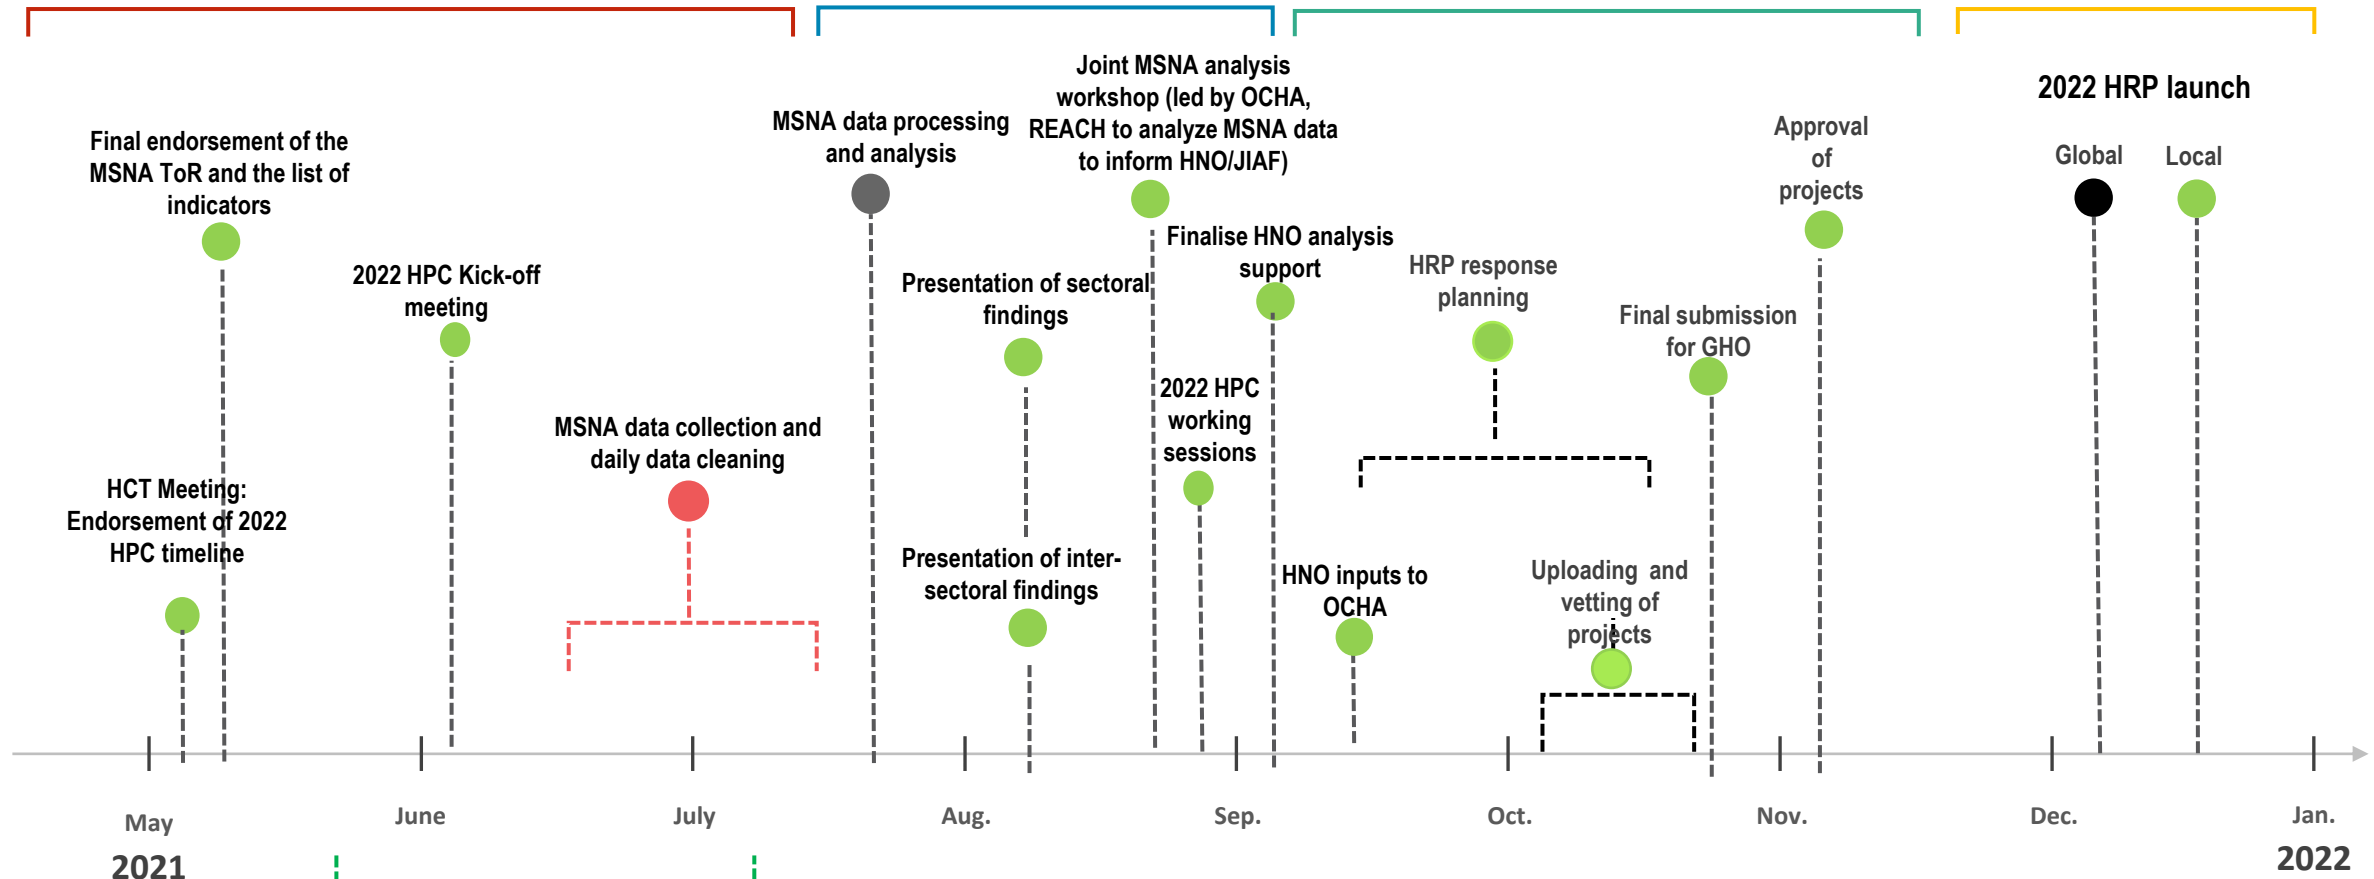 Final endorsement of the
MSNA ToR and the list of
indicators
HCT Meeting:
Endorsement of 2022
HPC timeline
2022 HPC Kick-off
meeting
MSNA data collection and
daily data cleaning
MSNA data processing
and analysis
Presentation of sectoral
findings
Presentation of inter-
sectoral findings
Joint MSNA analysis
workshop (led by OCHA,
REACH to analyze MSNA data
to inform HNO/JIAF)
2022 HPC
working
sessions
Finalise HNO analysis
support
HNO inputs to
OCHA
HRP response
planning
Uploading and
vetting of
projects
Final submission
for GHO
Approval
of
projects
2022 HRP launch
Global
Local
May
June
July
Aug.
Sep.
Oct.
Nov.
Dec.
Jan.
2021
2022